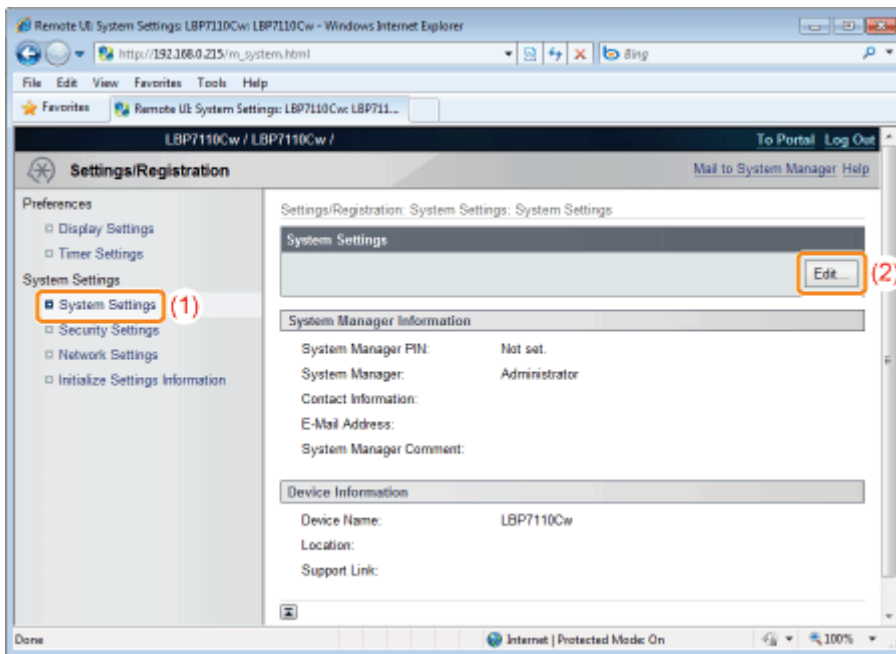 Remote UI: System Settings: LBP7110Cw: LBP7110Cw - Windows Internet Explorer
http://192.168.0.215/m_system.html
Bing
File Edit View Favorites Tools Help
Favorites Remote UI: System Settings: LBP7110Cw: LBP711...
LBP7110Cw / LBP7110Cw / To Portal Log Out
Settings/Registration Mail to System Manager Help
Preferences
Display Settings
Timer Settings
System Settings
System Settings (1)
Security Settings
Network Settings
Initialize Settings Information
Settings/Registration: System Settings: System Settings
System Settings
Edit... (2)
System Manager Information
System Manager PIN: Not set.
System Manager: Administrator
Contact Information:
E-Mail Address:
System Manager Comment:
Device Information
Device Name: LBP7110Cw
Location:
Support Link:
Done Internet | Protected Mode: On 100%